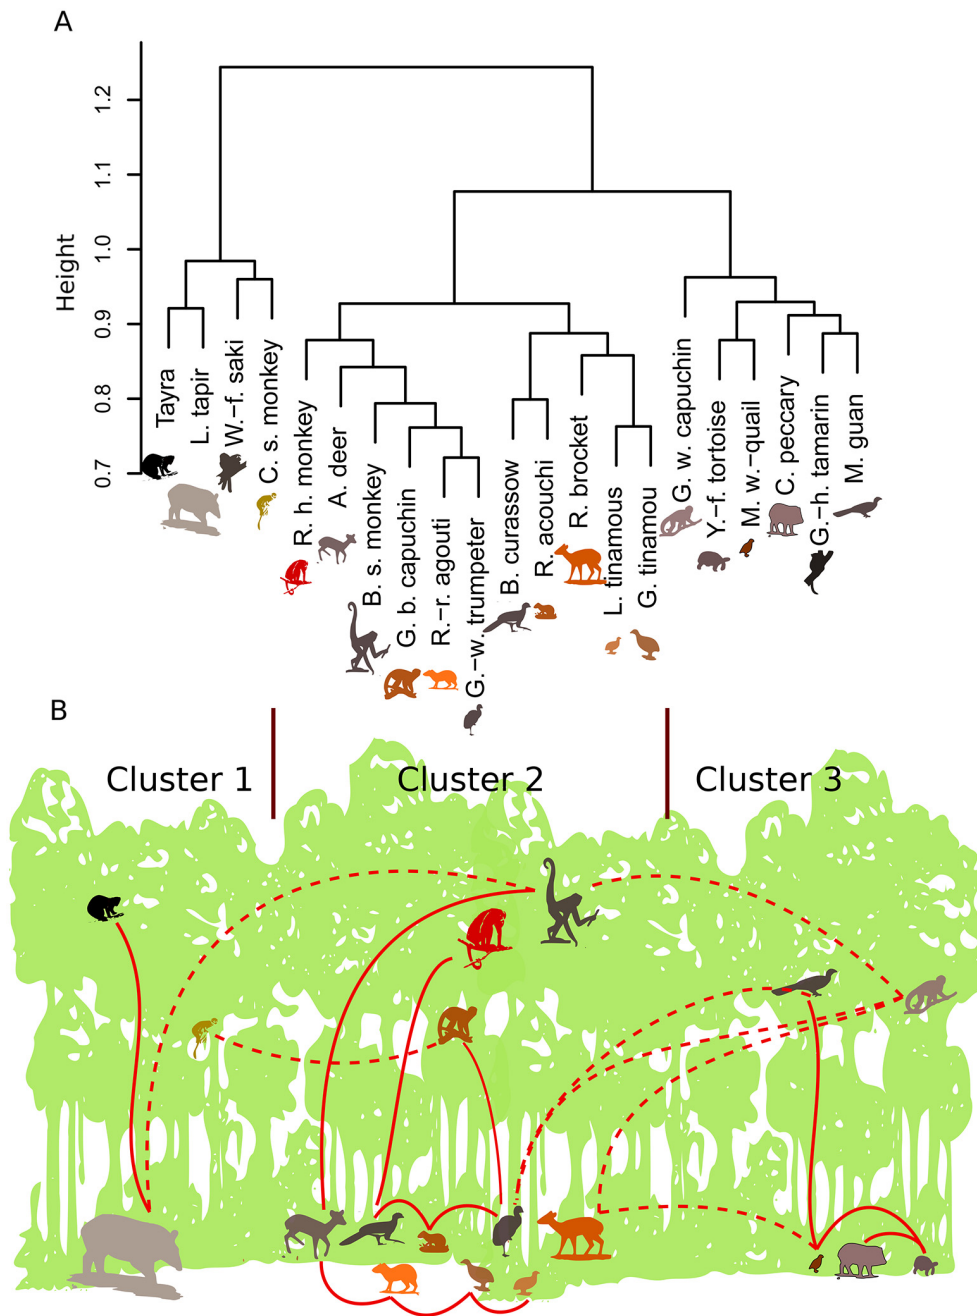 A
Height
1.2
1.1
1.0
0.9
0.8
0.7
Tayra
L. tapir
W.−f. saki
C. s. monkey
R. h. monkey
A. deer
B. s. monkey
G. b. capuchin
R.−r. agouti
G.−w. trumpeter
B. curassow
R. acouchi
R. brocket
L. tinamous
G. tinamou
G. w. capuchin
Y.−f. tortoise
M. w.−quail
C. peccary
G.−h. tamarin
M. guan
B
Cluster 1
Cluster 2
Cluster 3